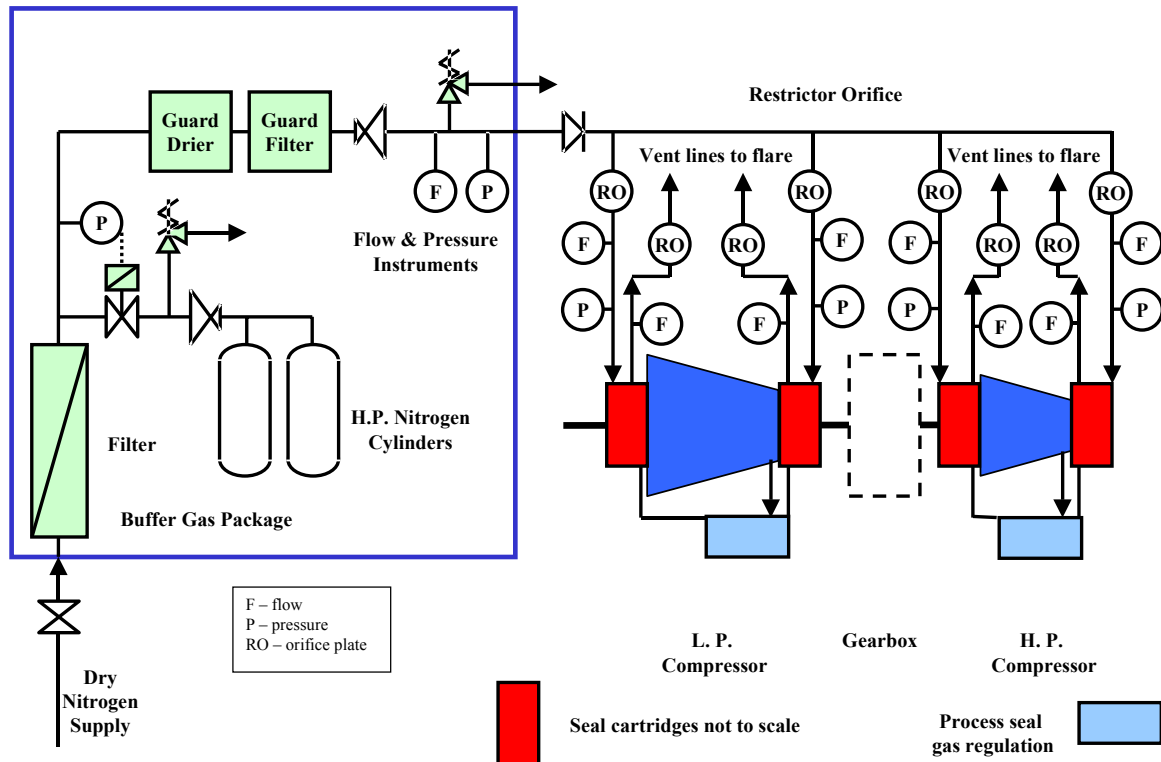 Restrictor Orifice
Guard
Drier
Guard
Filter
Vent lines to flare
Vent lines to flare
F
P
RO
RO
RO
RO
P
RO
RO
RO
RO
Flow & Pressure
Instruments
F
F
F
F
P
P
P
P
F
F
F
F
H.P. Nitrogen
Cylinders
Filter
Buffer Gas Package
F – flow
P – pressure
RO – orifice plate
L. P.
Compressor
Gearbox
H. P.
Compressor
Dry
Nitrogen
Supply
Seal cartridges not to scale
Process seal
gas regulation